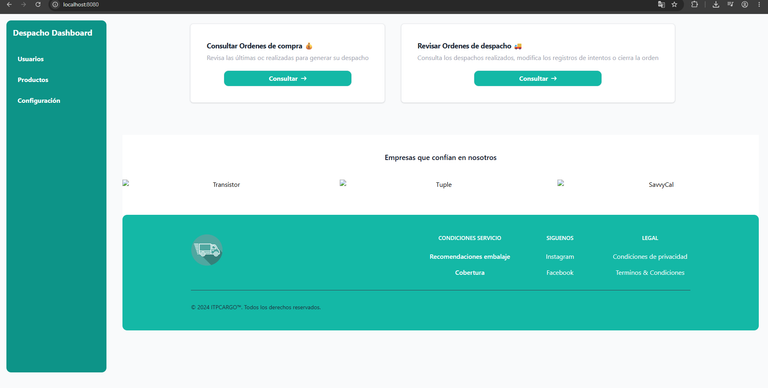 localhost:8080
Despacho Dashboard
Usuarios
Productos
Configuración
Consultar Ordenes de compra
Revisa las últimas oc realizadas para generar su despacho
Consultar →
Revisar Ordenes de despacho
Consulta los despachos realizados, modifica los registros de intentos o cierra la orden
Consultar →
Empresas que confían en nosotros
Transistor
Tuple
SavvyCal
CONDICIONES SERVICIO
Recomendaciones embalaje
Cobertura
SIGUENOS
Instagram
Facebook
LEGAL
Condiciones de privacidad
Terminos & Condiciones
© 2024 ITPCARGO™. Todos los derechos reservados.